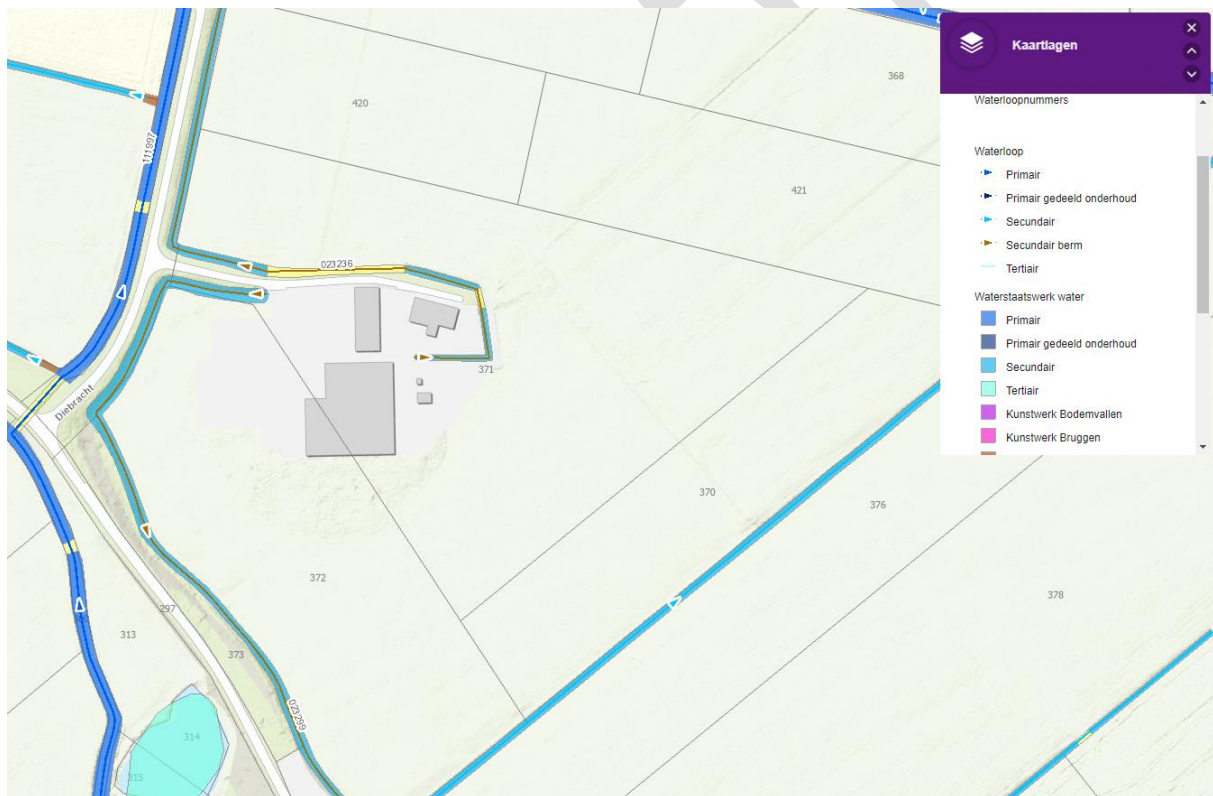 Kaartlagen
Waterloopnummers
Waterloop
Primair
Primair gedeeld onderhoud
Secundair
Secundair berm
Tertiair
Waterstaatswerk water
Primair
Primair gedeeld onderhoud
Secundair
Tertiair
Kunstwerk Bodemvallen
Kunstwerk Bruggen
368
420
111997
421
023236
371
Diebracht
370
376
372
378
297
313
373
023299
314
315